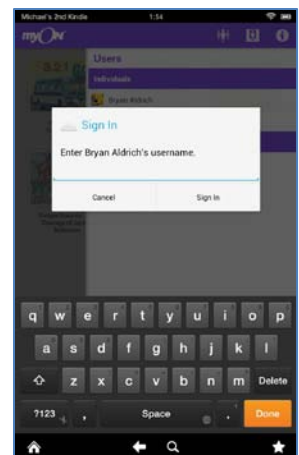 Michael's 2nd Kindle 1:54
myOn
Users
Individuals
Bryan Aldrich
Sign In
Enter Bryan Aldrich's username.
Cancel Sign In
q w e r t y u i o p
a s d f g h j k l
z x c v b n m Delete
?123 , Space . Done